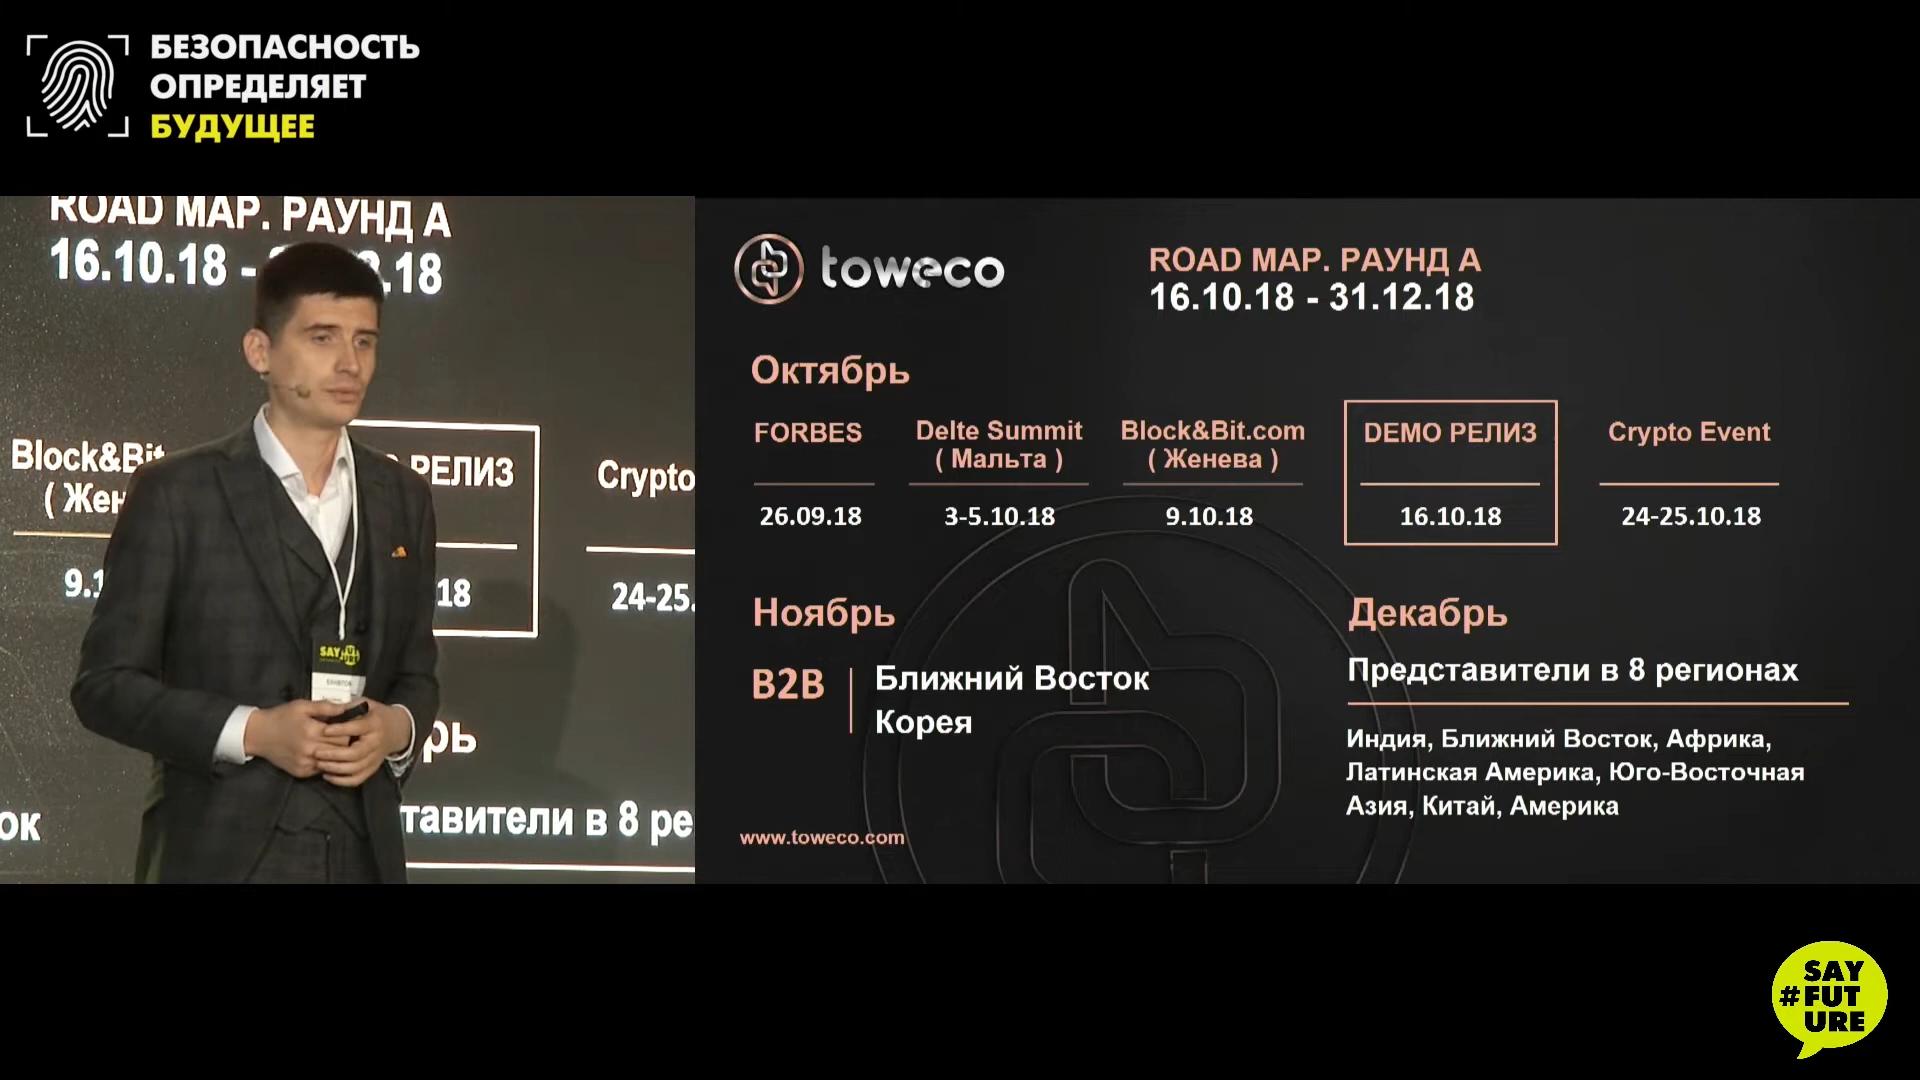 БЕЗОПАСНОСТЬ
ОПРЕДЕЛЯЕТ
БУДУЩЕЕ
ROAD MAP. РАУНД А
16.10.18 - .18
Block&Bit
( Жен
РЕЛИЗ
Crypto
9.1
18
24-25.
рь
ок
тавители в 8 ре
SAY
toweco
ROAD MAP. РАУНД А
16.10.18 - 31.12.18
Октябрь
FORBES
26.09.18
Delte Summit
( Мальта )
3-5.10.18
Block&Bit.com
( Женева )
9.10.18
DEMO РЕЛИЗ
16.10.18
Crypto Event
24-25.10.18
Ноябрь
B2B
Ближний Восток
Корея
Декабрь
Представители в 8 регионах
Индия, Ближний Восток, Африка,
Латинская Америка, Юго-Восточная
Азия, Китай, Америка
www.toweco.com
SAY
#FUT
URE